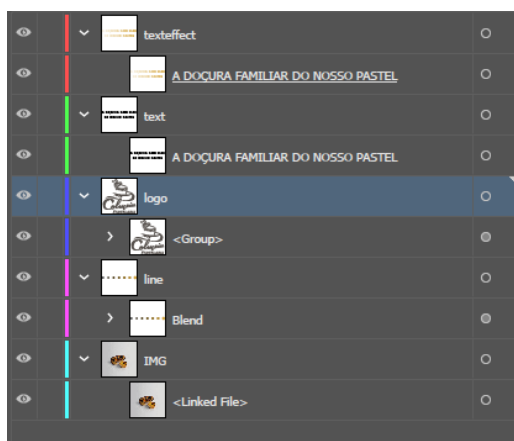 texteffect
A DOÇURA FAMILIAR DO NOSSO PASTEL
text
A DOÇURA FAMILIAR DO NOSSO PASTEL
logo
<Group>
line
Blend
IMG
<Linked File>